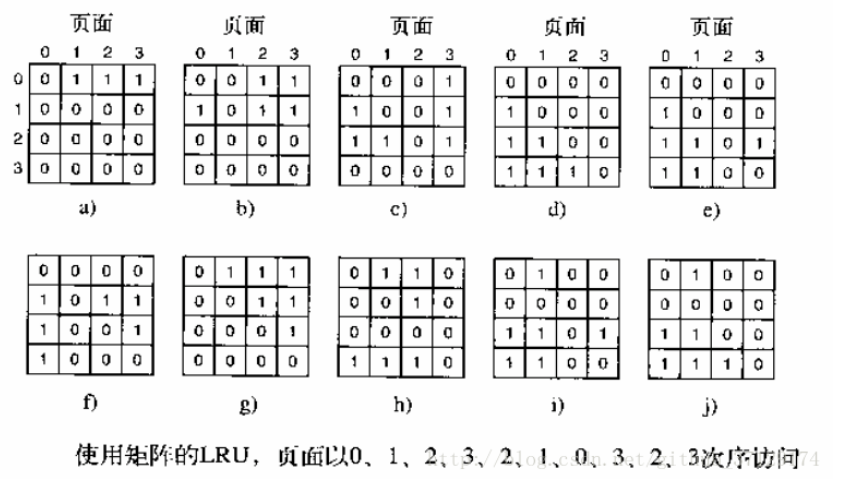 页面 页面 页面 页面 页面
0 1 2 3 0 1 2 3 0 1 2 3 0 1 2 3 0 1 2 3
0 0 1 1 1 0 0 1 1 0 0 0 1 0 0 0 0 0 0 0 0
1 0 0 0 0 1 0 1 1 1 0 0 1 1 0 0 0 1 0 0 0
2 0 0 0 0 0 0 0 0 1 1 0 1 1 1 0 0 1 1 0 1
3 0 0 0 0 0 0 0 0 0 0 0 0 1 1 1 0 1 1 0 0
a) b) c) d) e)
0 0 0 0 0 1 1 1 0 1 1 0 0 1 0 0 0 1 0 0
1 0 1 1 0 0 1 1 0 0 1 0 0 0 0 0 0 0 0 0
1 0 0 1 0 0 0 1 0 0 0 0 1 1 0 1 1 1 0 0
1 0 0 0 0 0 0 0 1 1 1 0 1 1 0 0 1 1 1 0
f) g) h) i) j)
使用矩阵的LRU，页面以0、1、2、3、2、1、0、3、2、3次序访问